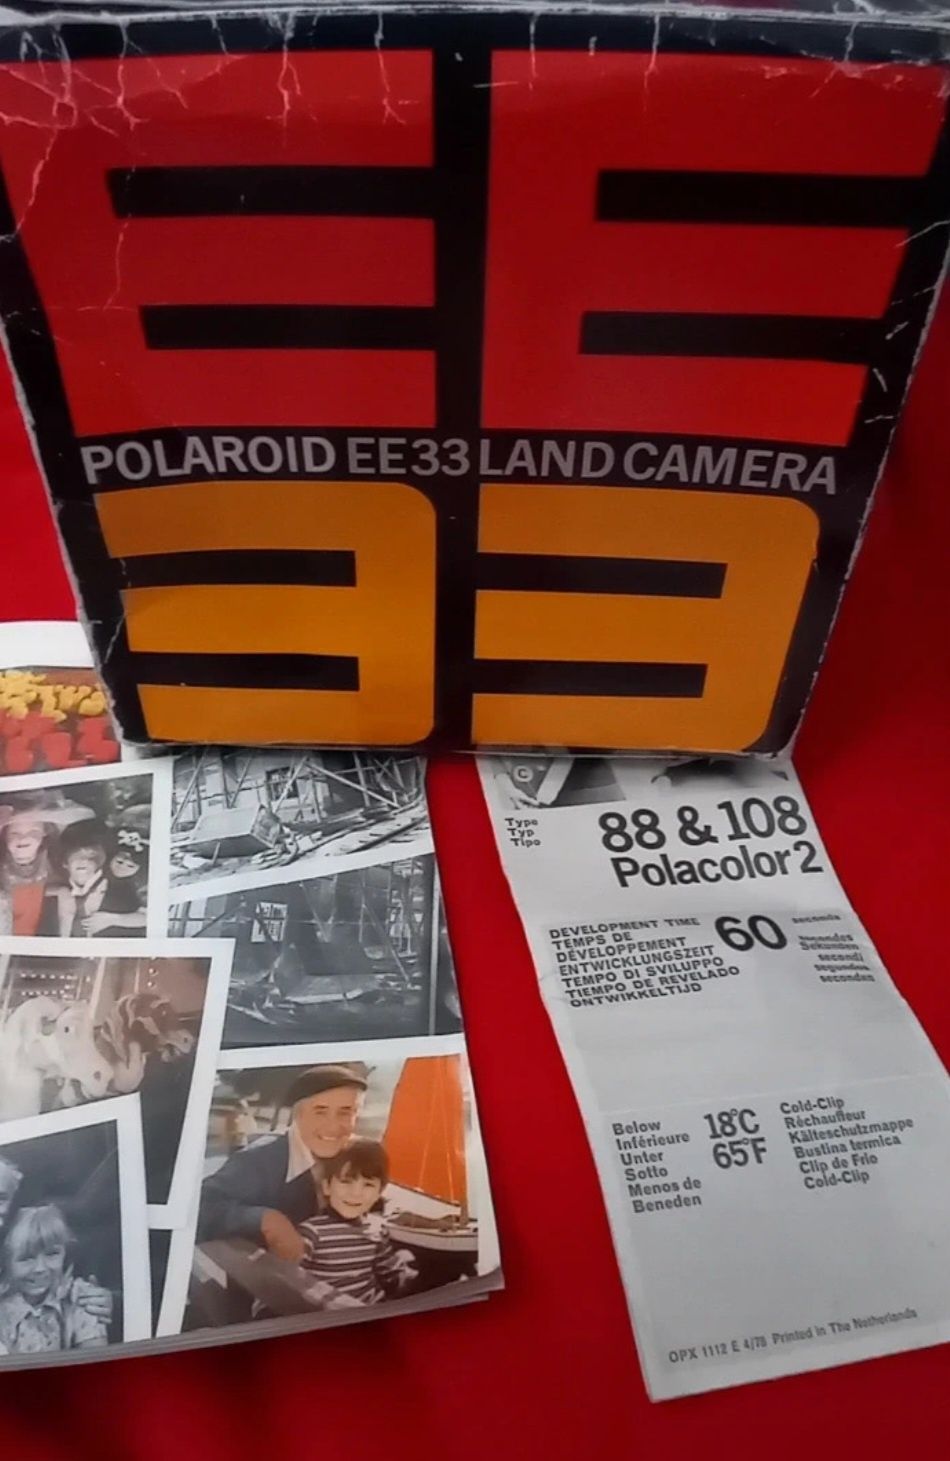 EE
POLAROID EE33 LAND CAMERA
33
C
Type
Typ
Tipo
88 & 108
Polacolor 2
DEVELOPMENT TIME
TEMPS DE
DÉVELOPPEMENT
ENTWICKLUNGSZEIT
TEMPO DI SVILUPPO
TIEMPO DE REVELADO
ONTWIKKELTIJD
60
seconds
secondes
Sekunden
secondi
segundos
seconden
Below
Inférieure
Unter
Sotto
Menos de
Beneden
18°C
65°F
Cold-Clip
Réchauffeur
Kälteschutzmappe
Bustina termica
Clip de Frio
Cold-Clip
OPX 1112 E 4/78 Printed in The Netherlands